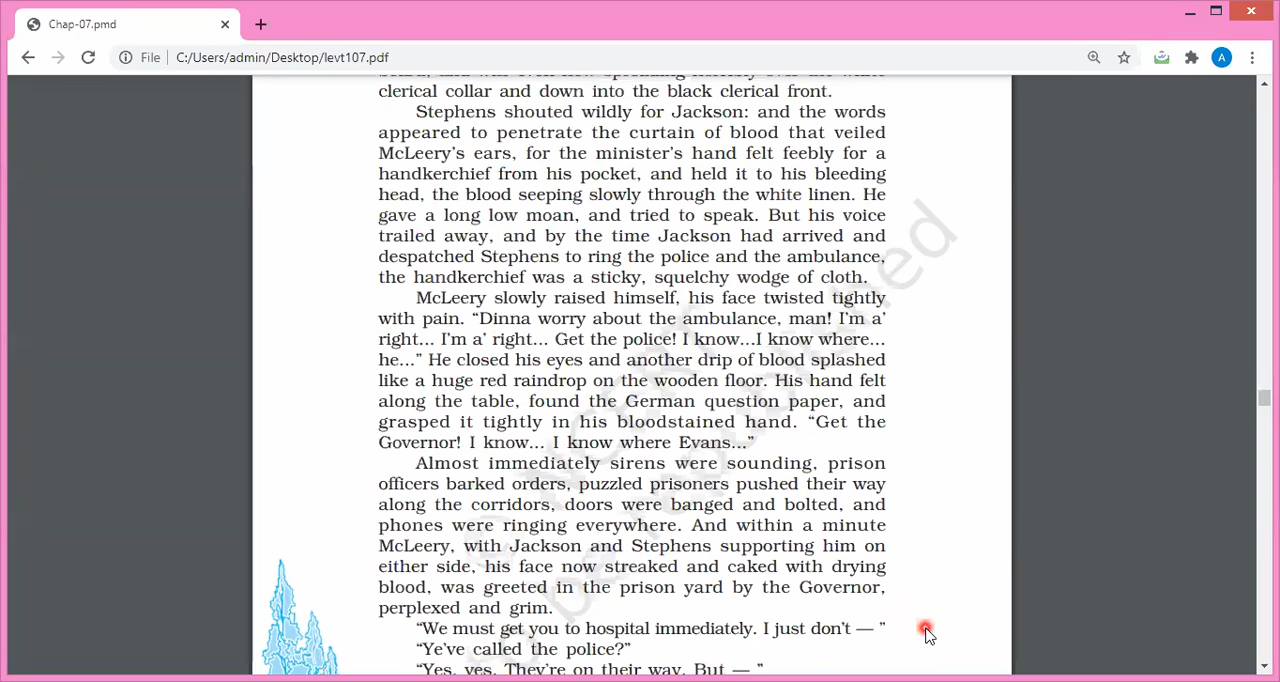 Chap-07.pmd
File
C:/Users/admin/Desktop/levt107.pdf
A
clerical collar and down into the black clerical front.
Stephens shouted wildly for Jackson: and the words
appeared to penetrate the curtain of blood that veiled
McLeery's ears, for the minister's hand felt feebly for a
handkerchief from his pocket, and held it to his bleeding
head, the blood seeping slowly through the white linen. He
gave a long low moan, and tried to speak. But his voice
trailed away, and by the time Jackson had arrived and
despatched Stephens to ring the police and the ambulance,
the handkerchief was a sticky, squelchy wodge of cloth.
McLeery slowly raised himself, his face twisted tightly
with pain. “Dinna worry about the ambulance, man! I'm a'
right... I'm a' right... Get the police! I know...I know where...
he...” He closed his eyes and another drip of blood splashed
like a huge red raindrop on the wooden floor. His hand felt
along the table, found the German question paper, and
grasped it tightly in his bloodstained hand. “Get the
Governor! I know... I know where Evans...”
Almost immediately sirens were sounding, prison
officers barked orders, puzzled prisoners pushed their way
along the corridors, doors were banged and bolted, and
phones were ringing everywhere. And within a minute
McLeery, with Jackson and Stephens supporting him on
either side, his face now streaked and caked with drying
blood, was greeted in the prison yard by the Governor,
perplexed and grim.
“We must get you to hospital immediately. I just don't — ”
“Ye've called the police?”
“Yes, yes. They're on their way. But — ”
© NCERT
be republished